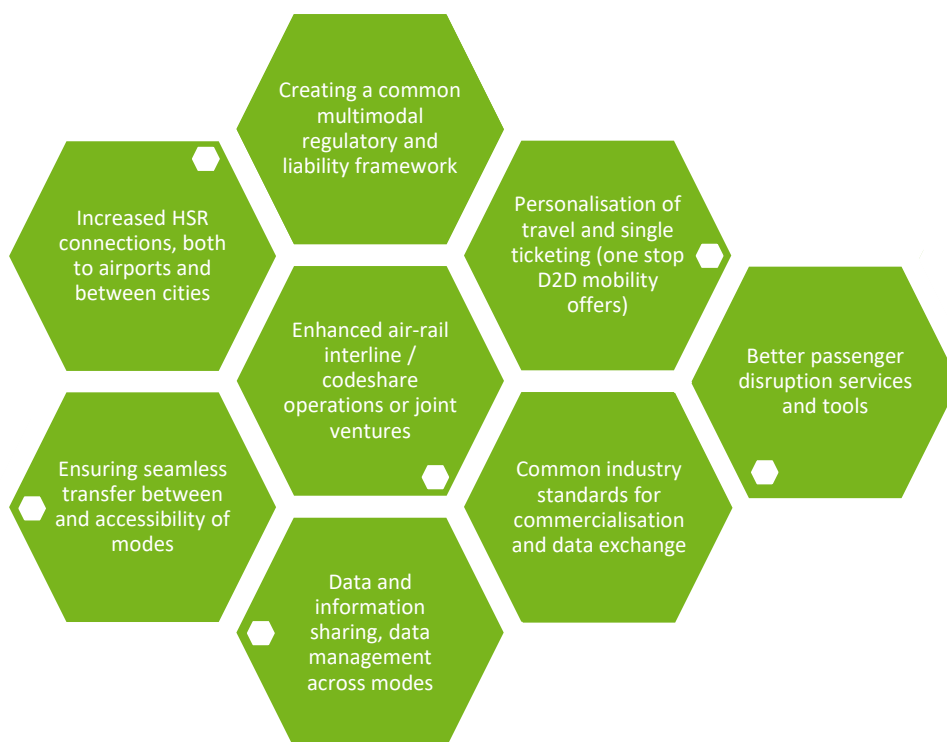 Creating a common
multimodal
regulatory and
liability framework
Increased HSR
connections, both
to airports and
between cities
Personalisation of
travel and single
ticketing (one stop
D2D mobility
offers)
Enhanced air-rail
interline /
codeshare
operations or joint
ventures
Better passenger
disruption services
and tools
Ensuring seamless
transfer between
and accessibility of
modes
Common industry
standards for
commercialisation
and data exchange
Data and
information
sharing, data
management
across modes